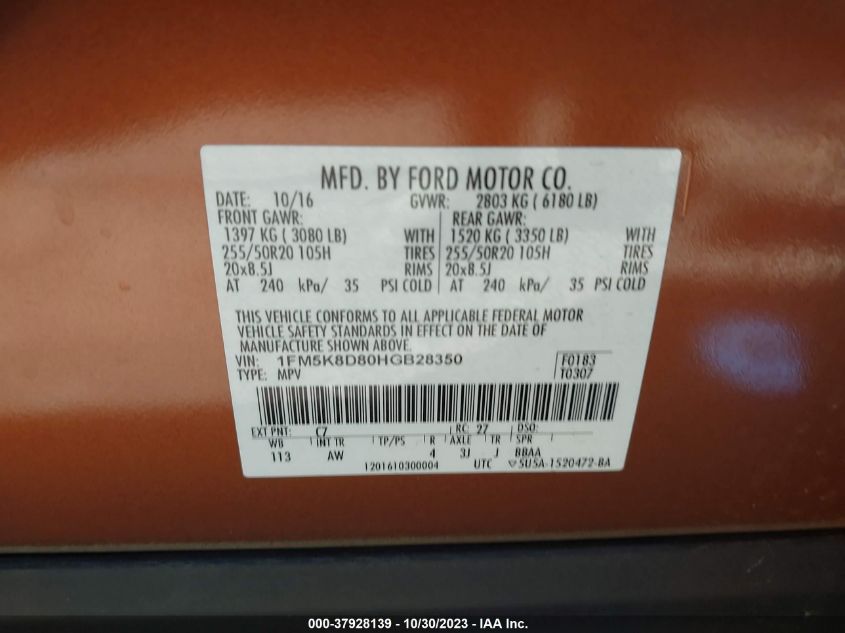 MFD. BY FORD MOTOR CO.
DATE: 10/16 GVWR: 2803 KG ( 6180 LB)
FRONT GAWR: REAR GAWR:
1397 KG ( 3080 LB) WITH 1520 KG ( 3350 LB) WITH
255/50R20 105H TIRES 255/50R20 105H TIRES
20x8.5J RIMS 20x8.5J RIMS
AT 240 kPa/ 35 PSI COLD AT 240 kPa/ 35 PSI COLD
THIS VEHICLE CONFORMS TO ALL APPLICABLE FEDERAL MOTOR
VEHICLE SAFETY STANDARDS IN EFFECT ON THE DATE OF
MANUFACTURE SHOWN ABOVE.
VIN: 1FM5K8D80HGB28350 F0183
TYPE: MPV T0307
EXT PNT: C7 RC: 27 DSO:
WB INT TR TP/PS R AXLE TR SPR
113 AW 4 3J J BBAA
1201610300004 UTC ▽5U5A-1520472-BA
000-37928139 - 10/30/2023 - IAA Inc.